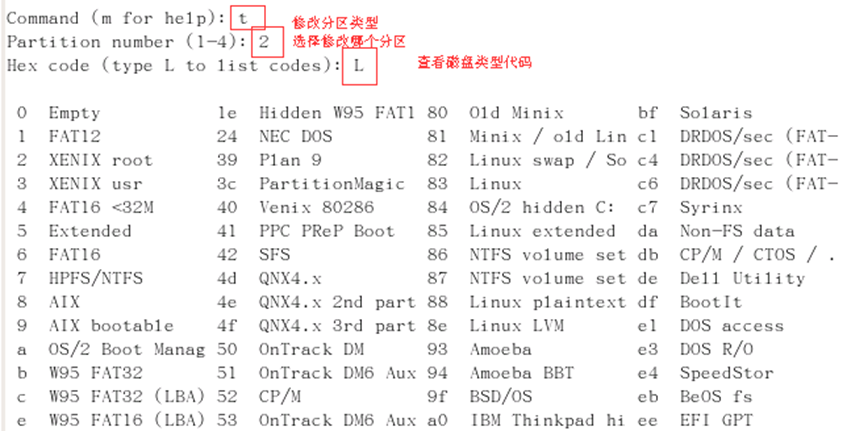 Command (m for help): t 修改分区类型
Partition number (1-4): 2 选择修改哪个分区
Hex code (type L to list codes): L 查看磁盘类型代码
0 Empty 1e Hidden W95 FAT1 80 Old Minix bf Solaris
1 FAT12 24 NEC DOS 81 Minix / old Lin c1 DRDOS/sec (FAT-
2 XENIX root 39 Plan 9 82 Linux swap / So c4 DRDOS/sec (FAT-
3 XENIX usr 3c PartitionMagic 83 Linux c6 DRDOS/sec (FAT-
4 FAT16 <32M 40 Venix 80286 84 OS/2 hidden C: c7 Syrinx
5 Extended 41 PPC PReP Boot 85 Linux extended da Non-FS data
6 FAT16 42 SFS 86 NTFS volume set db CP/M / CTOS / .
7 HPFS/NTFS 4d QNX4.x 87 NTFS volume set de Dell Utility
8 AIX 4e QNX4.x 2nd part 88 Linux plaintext df BootIt
9 AIX bootable 4f QNX4.x 3rd part 8e Linux LVM e1 DOS access
a OS/2 Boot Manag 50 OnTrack DM 93 Amoeba e3 DOS R/O
b W95 FAT32 51 OnTrack DM6 Aux 94 Amoeba BBT e4 SpeedStor
c W95 FAT32 (LBA) 52 CP/M 9f BSD/OS eb BeOS fs
e W95 FAT16 (LBA) 53 OnTrack DM6 Aux a0 IBM Thinkpad hi ee EFI GPT